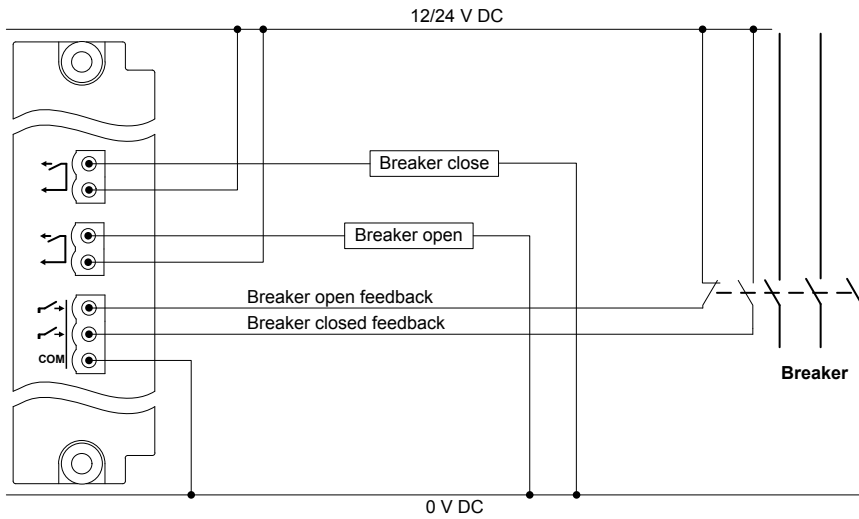 12/24 V DC
Breaker close
Breaker open
Breaker open feedback
Breaker closed feedback
COM
Breaker
0 V DC